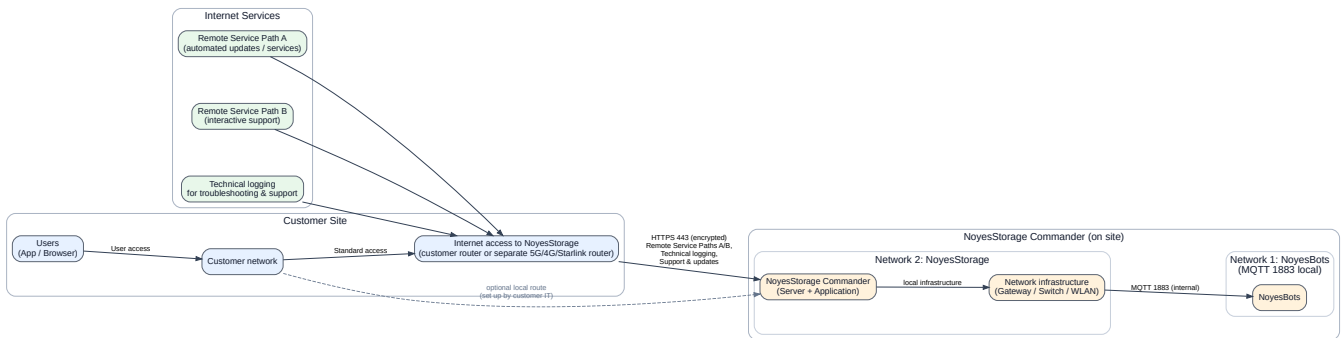 Internet Services
Remote Service Path A
(automated updates / services)
Remote Service Path B
(interactive support)
Technical logging
for troubleshooting & support
Customer Site
Users
(App / Browser)
User access
Customer network
Standard access
Internet access to NoyesStorage
(customer router or separate 5G/4G/Starlink router)
optional local route
(set up by customer IT)
HTTPS 443 (encrypted)
Remote Service Paths A/B,
Technical logging,
Support & updates
NoyesStorage Commander (on site)
Network 2: NoyesStorage
NoyesStorage Commander
(Server + Application)
local infrastructure
Network infrastructure
(Gateway / Switch / WLAN)
MQTT 1883 (internal)
Network 1: NoyesBots
(MQTT 1883 local)
NoyesBots